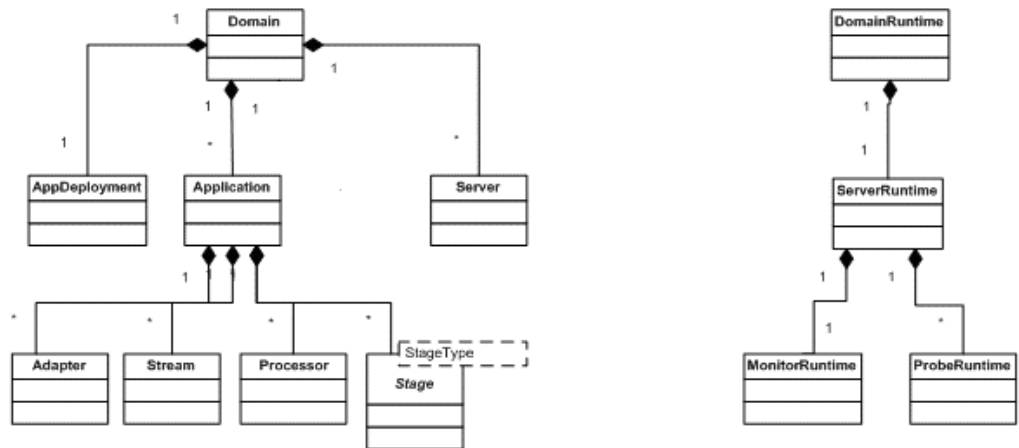 Domain
DomainRuntime
1
1
1
1
1
1
1
*
*
1
AppDeployment
Application
Server
ServerRuntime
1
1
1
1
1
*
*
*
*
1
*
StageType
Adapter
Stream
Processor
Stage
MonitorRuntime
ProbeRuntime